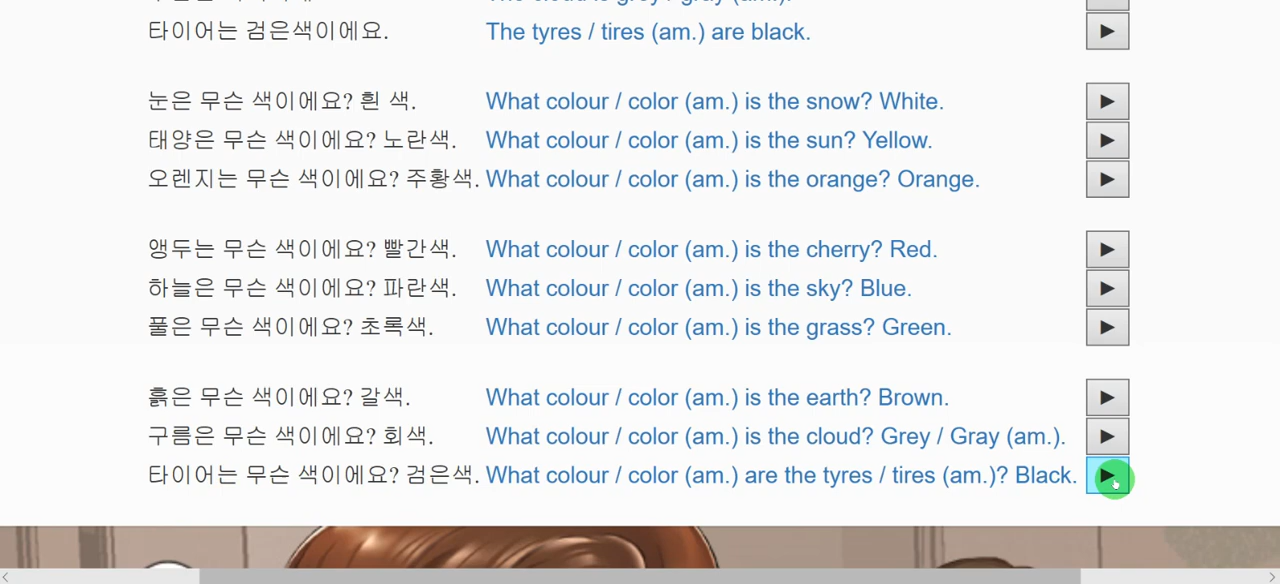 타이어는 검은색이에요. The tyres / tires (am.) are black.
눈은 무슨 색이에요? 흰 색. What colour / color (am.) is the snow? White.
태양은 무슨 색이에요? 노란색. What colour / color (am.) is the sun? Yellow.
오렌지는 무슨 색이에요? 주황색. What colour / color (am.) is the orange? Orange.
앵두는 무슨 색이에요? 빨간색. What colour / color (am.) is the cherry? Red.
하늘은 무슨 색이에요? 파란색. What colour / color (am.) is the sky? Blue.
풀은 무슨 색이에요? 초록색. What colour / color (am.) is the grass? Green.
흙은 무슨 색이에요? 갈색. What colour / color (am.) is the earth? Brown.
구름은 무슨 색이에요? 회색. What colour / color (am.) is the cloud? Grey / Gray (am.).
타이어는 무슨 색이에요? 검은색. What colour / color (am.) are the tyres / tires (am.)? Black.